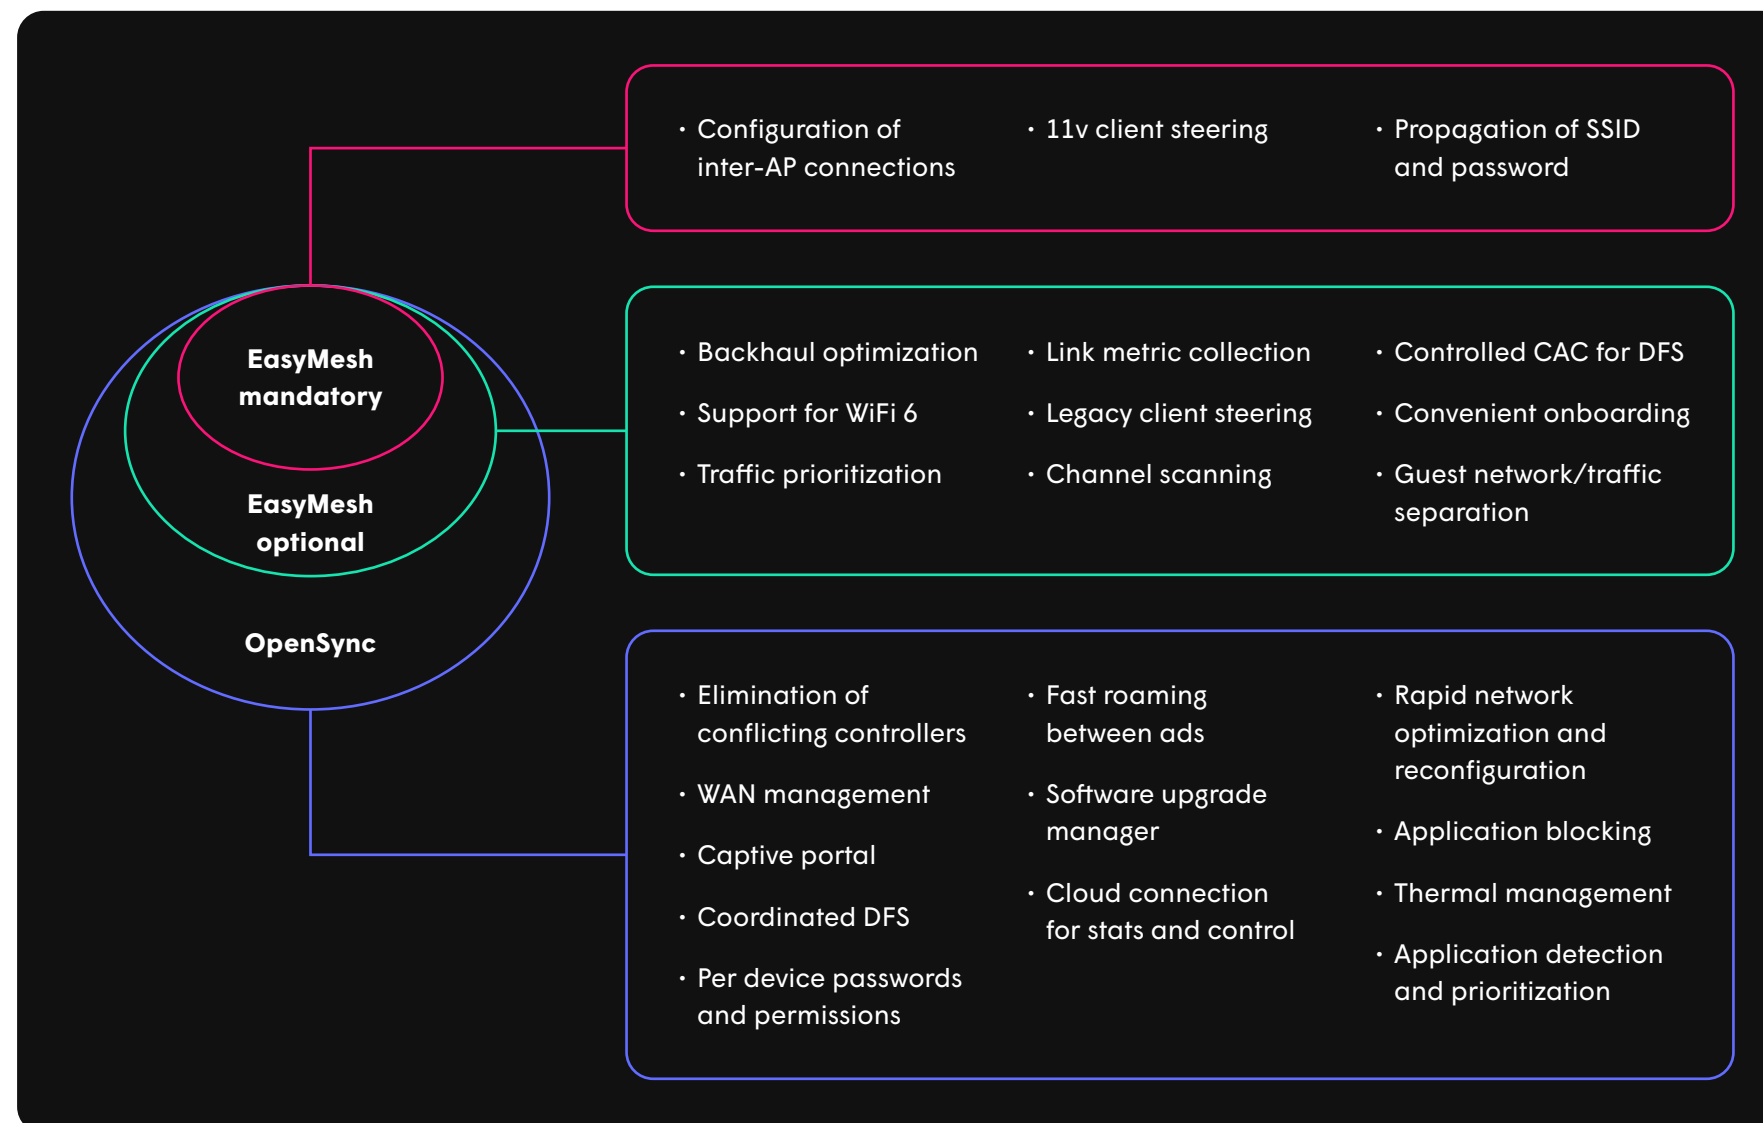 EasyMesh
mandatory
EasyMesh
optional
OpenSync
· Configuration of
inter-AP connections
· 11v client steering
· Propagation of SSID
and password
· Backhaul optimization
· Support for WiFi 6
· Traffic prioritization
· Link metric collection
· Legacy client steering
· Channel scanning
· Controlled CAC for DFS
· Convenient onboarding
· Guest network/traffic
separation
· Elimination of
conflicting controllers
· WAN management
· Captive portal
· Coordinated DFS
· Per device passwords
and permissions
· Fast roaming
between ads
· Software upgrade
manager
· Cloud connection
for stats and control
· Rapid network
optimization and
reconfiguration
· Application blocking
· Thermal management
· Application detection
and prioritization